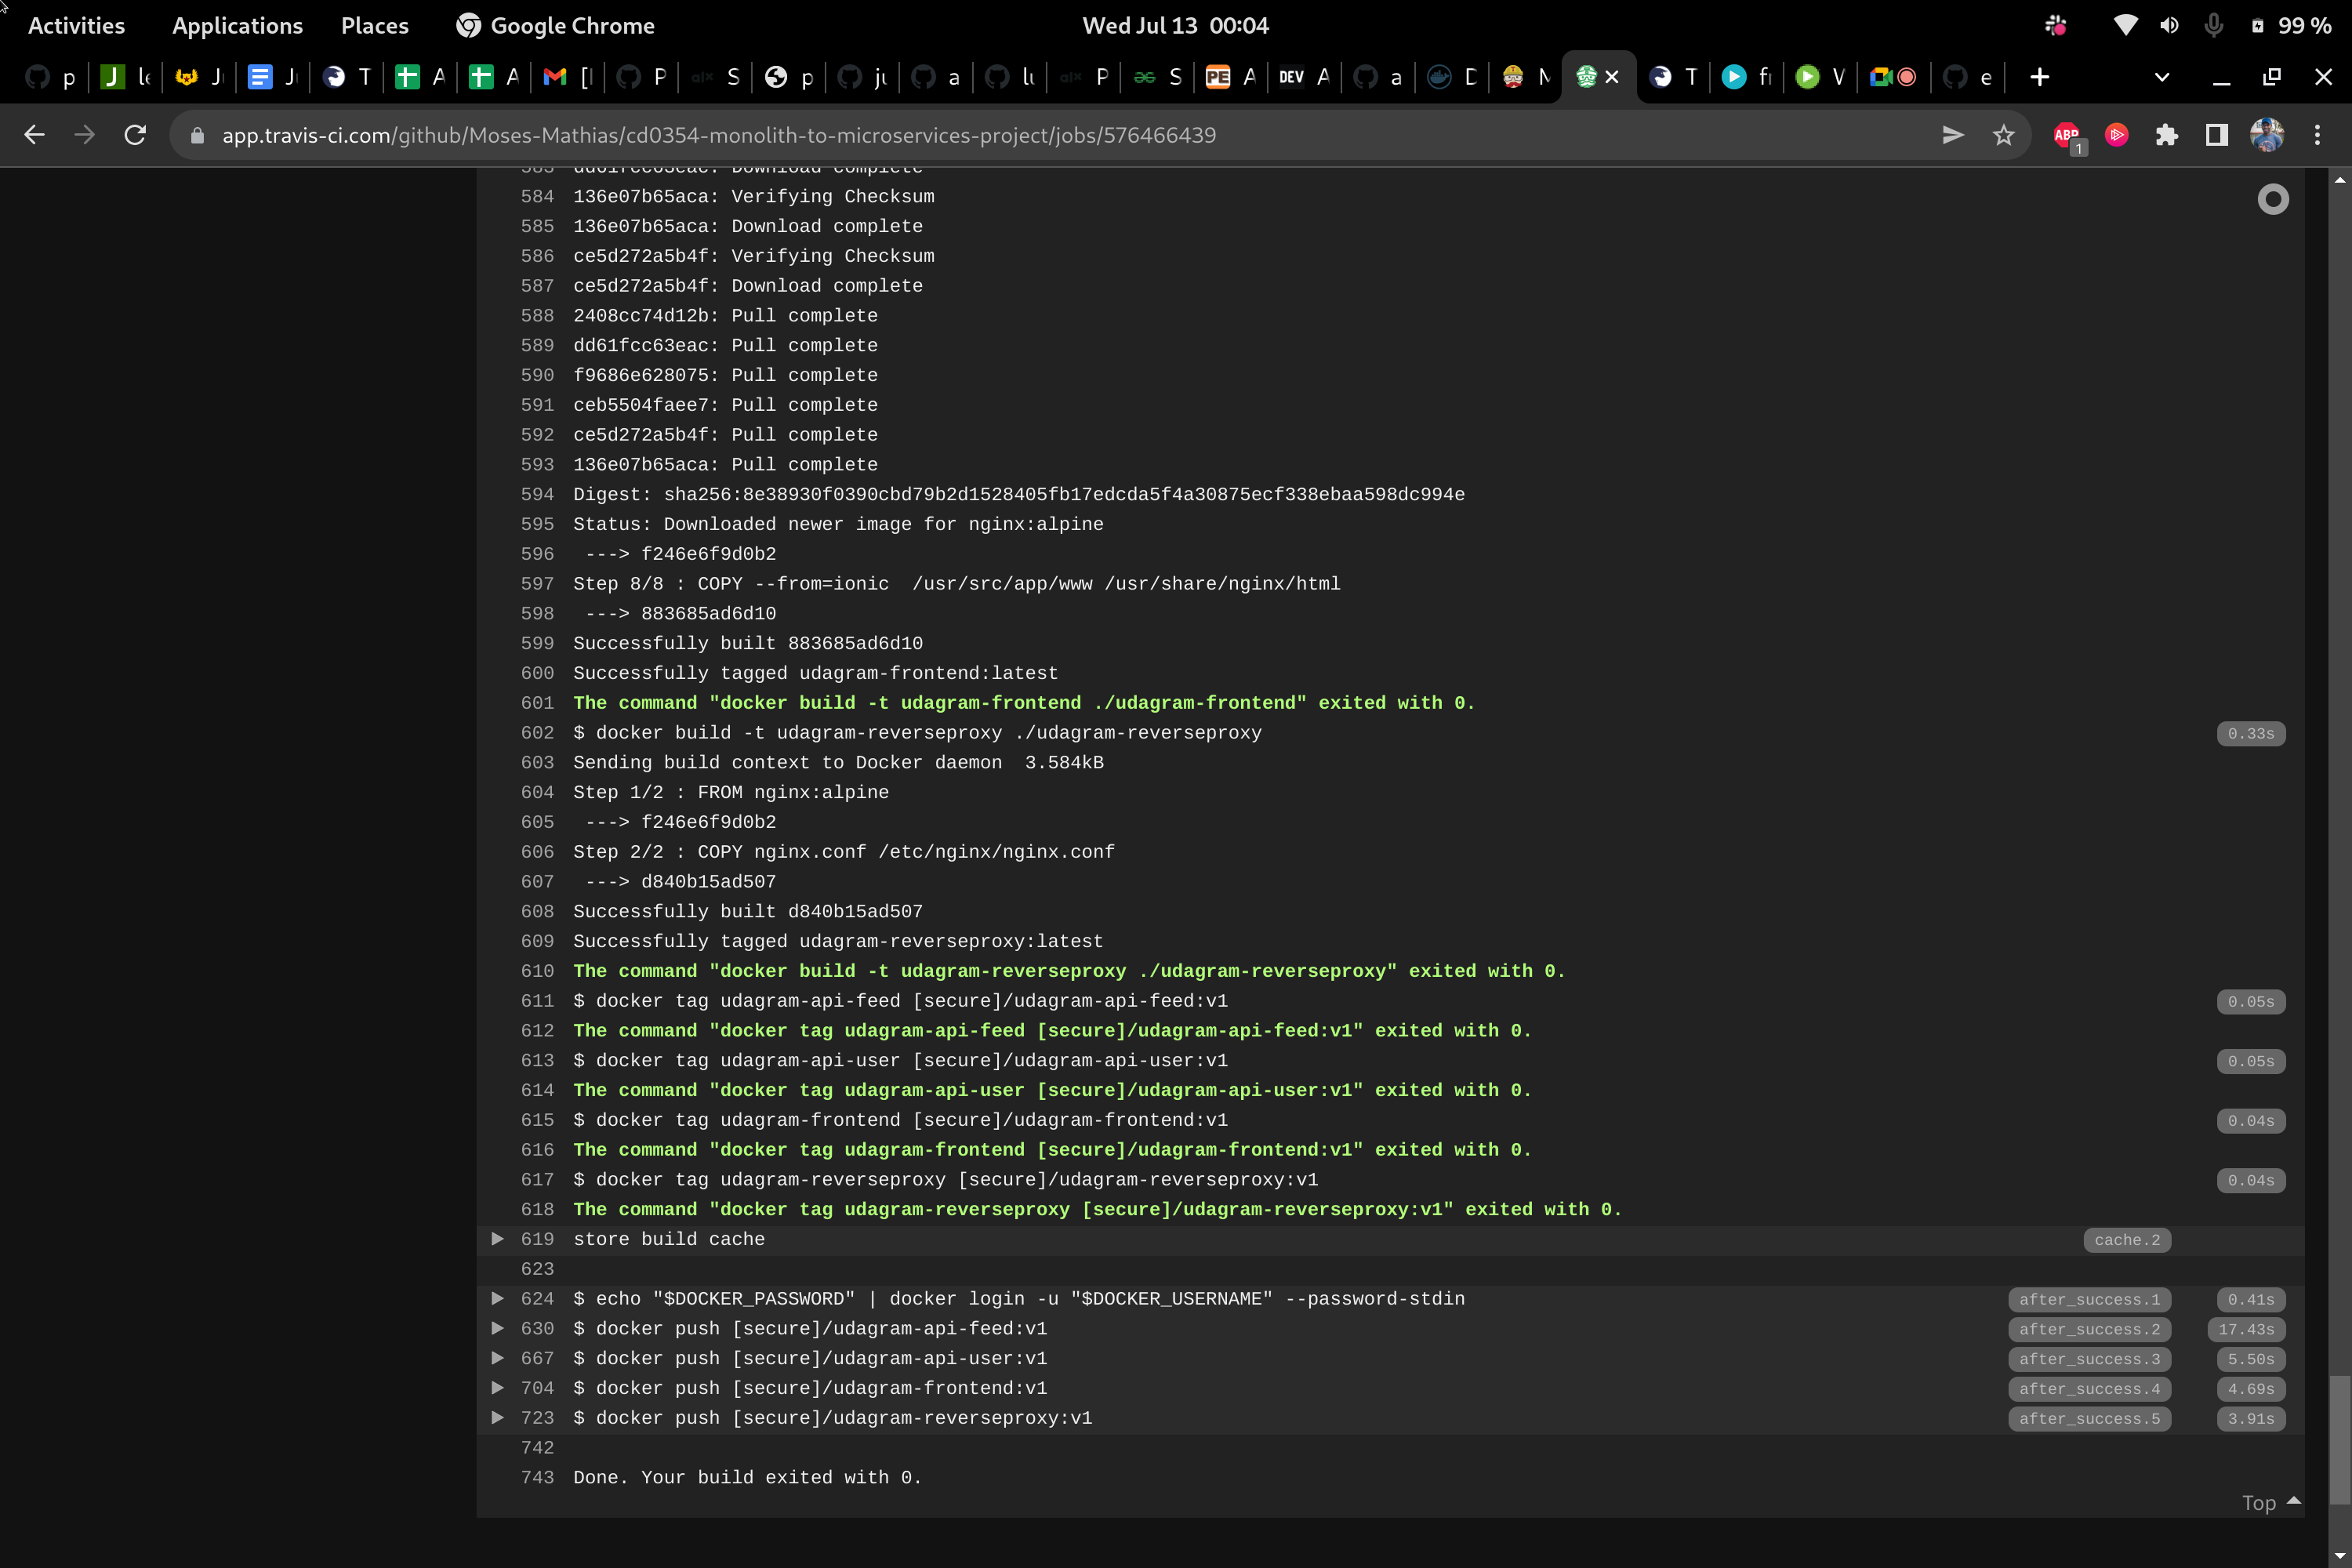 Activities Applications Places Google Chrome Wed Jul 13 00:04 99 %
p J le J J T A A [I P alx S p ju a lu alx P S PE A DEV A a D N T fr V e
app.travis-ci.com/github/Moses-Mathias/cd0354-monolith-to-microservices-project/jobs/576466439 ABP 1
583 dd61fcc63eac: Download complete
584 136e07b65aca: Verifying Checksum
585 136e07b65aca: Download complete
586 ce5d272a5b4f: Verifying Checksum
587 ce5d272a5b4f: Download complete
588 2408cc74d12b: Pull complete
589 dd61fcc63eac: Pull complete
590 f9686e628075: Pull complete
591 ceb5504faee7: Pull complete
592 ce5d272a5b4f: Pull complete
593 136e07b65aca: Pull complete
594 Digest: sha256:8e38930f0390cbd79b2d1528405fb17edcda5f4a30875ecf338ebaa598dc994e
595 Status: Downloaded newer image for nginx:alpine
596 ---> f246e6f9d0b2
597 Step 8/8 : COPY --from=ionic  /usr/src/app/www /usr/share/nginx/html
598 ---> 883685ad6d10
599 Successfully built 883685ad6d10
600 Successfully tagged udagram-frontend:latest
601 The command "docker build -t udagram-frontend ./udagram-frontend" exited with 0.
602 $ docker build -t udagram-reverseproxy ./udagram-reverseproxy 0.33s
603 Sending build context to Docker daemon  3.584kB
604 Step 1/2 : FROM nginx:alpine
605 ---> f246e6f9d0b2
606 Step 2/2 : COPY nginx.conf /etc/nginx/nginx.conf
607 ---> d840b15ad507
608 Successfully built d840b15ad507
609 Successfully tagged udagram-reverseproxy:latest
610 The command "docker build -t udagram-reverseproxy ./udagram-reverseproxy" exited with 0.
611 $ docker tag udagram-api-feed [secure]/udagram-api-feed:v1 0.05s
612 The command "docker tag udagram-api-feed [secure]/udagram-api-feed:v1" exited with 0.
613 $ docker tag udagram-api-user [secure]/udagram-api-user:v1 0.05s
614 The command "docker tag udagram-api-user [secure]/udagram-api-user:v1" exited with 0.
615 $ docker tag udagram-frontend [secure]/udagram-frontend:v1 0.04s
616 The command "docker tag udagram-frontend [secure]/udagram-frontend:v1" exited with 0.
617 $ docker tag udagram-reverseproxy [secure]/udagram-reverseproxy:v1 0.04s
618 The command "docker tag udagram-reverseproxy [secure]/udagram-reverseproxy:v1" exited with 0.
619 store build cache cache.2
623
624 $ echo "$DOCKER_PASSWORD" | docker login -u "$DOCKER_USERNAME" --password-stdin after_success.1 0.41s
630 $ docker push [secure]/udagram-api-feed:v1 after_success.2 17.43s
667 $ docker push [secure]/udagram-api-user:v1 after_success.3 5.50s
704 $ docker push [secure]/udagram-frontend:v1 after_success.4 4.69s
723 $ docker push [secure]/udagram-reverseproxy:v1 after_success.5 3.91s
742
743 Done. Your build exited with 0.
Top